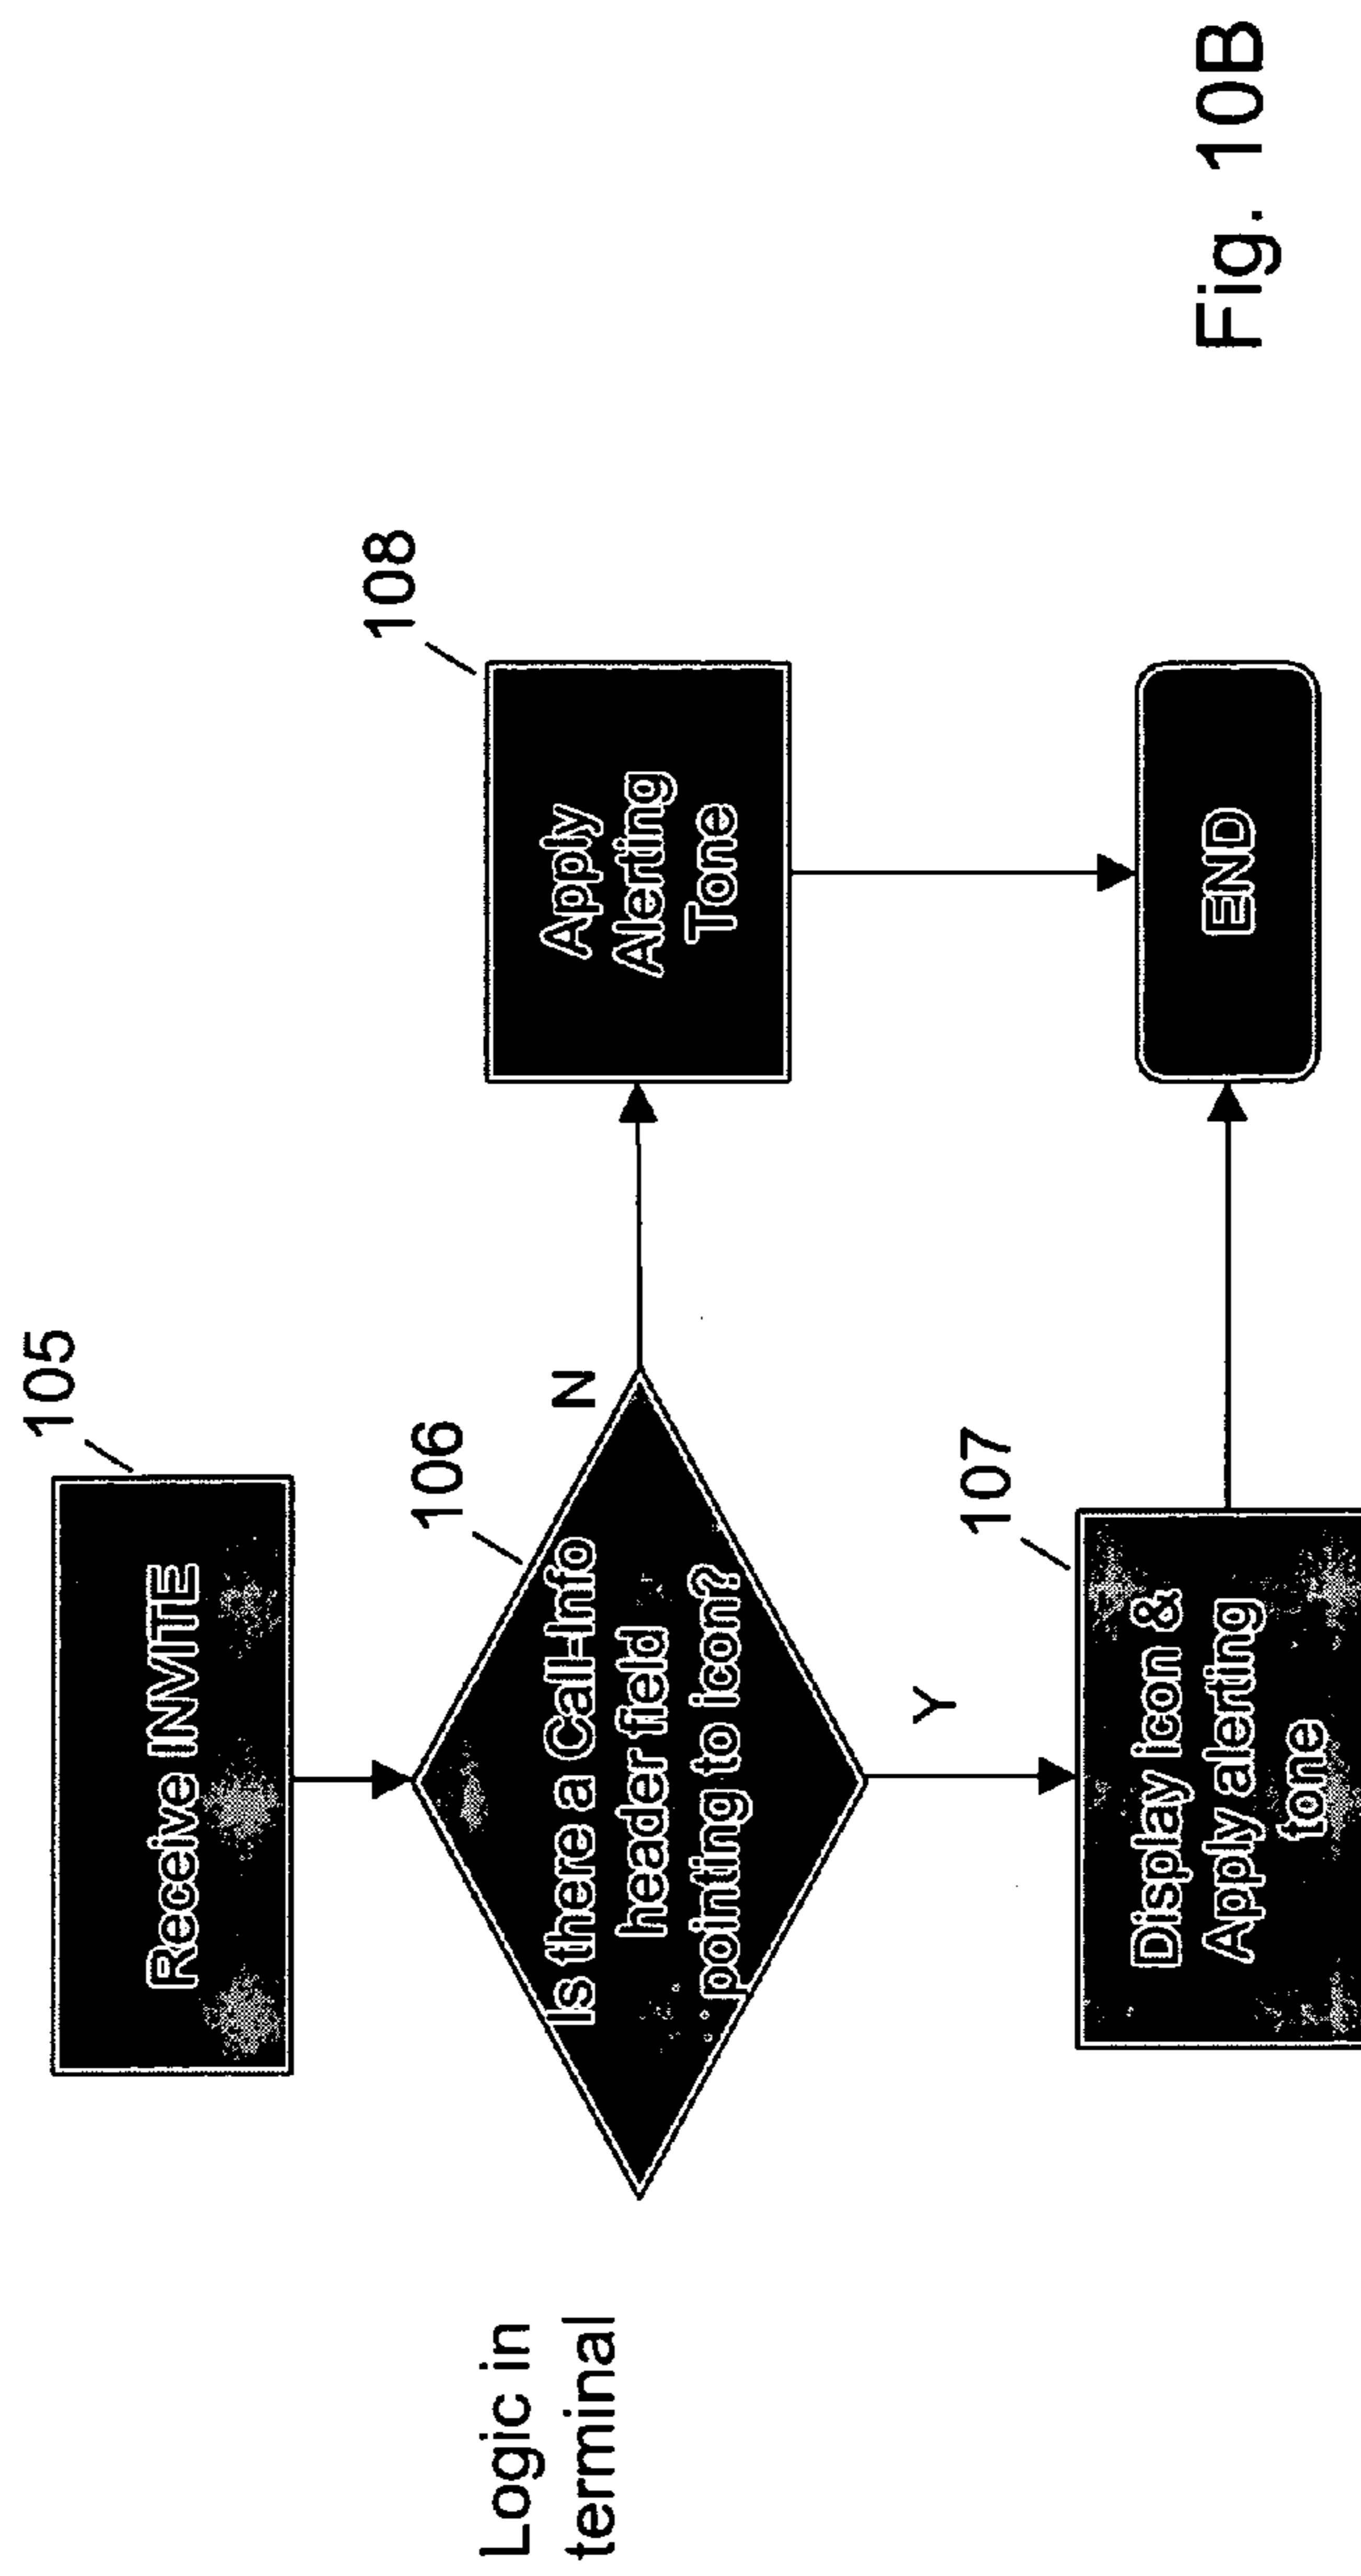 105
Receive INVITE
106
Logic in
terminal
Is there a Call-Info
header field
pointing to icon?
N
108
Apply
Alerting
Tone
Y
107
Display icon &
Apply alerting
tone
END
Fig. 10B